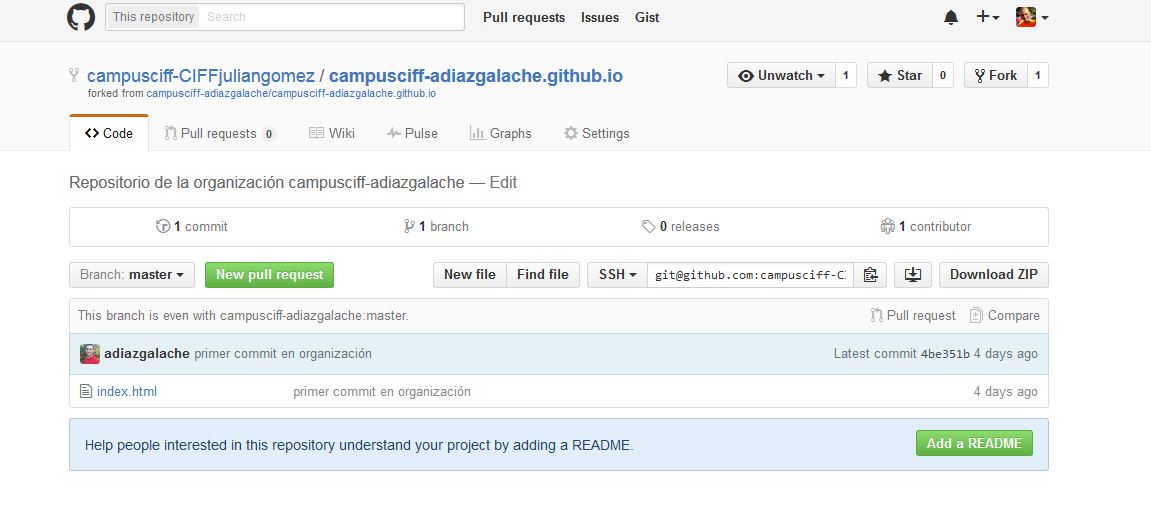 This repository Search Pull requests Issues Gist
campusciff-CIFFjuliangomez / campusciff-adiazgalache.github.io Unwatch 1 Star 0 Fork 1
forked from campusciff-adiazgalache/campusciff-adiazgalache.github.io
Code Pull requests 0 Wiki Pulse Graphs Settings
Repositorio de la organización campusciff-adiazgalache — Edit
1 commit 1 branch 0 releases 1 contributor
Branch: master New pull request New file Find file SSH git@github.com:campusciff-C Download ZIP
This branch is even with campusciff-adiazgalache:master. Pull request Compare
adiazgalache primer commit en organización Latest commit 4be351b 4 days ago
index.html primer commit en organización 4 days ago
Help people interested in this repository understand your project by adding a README. Add a README